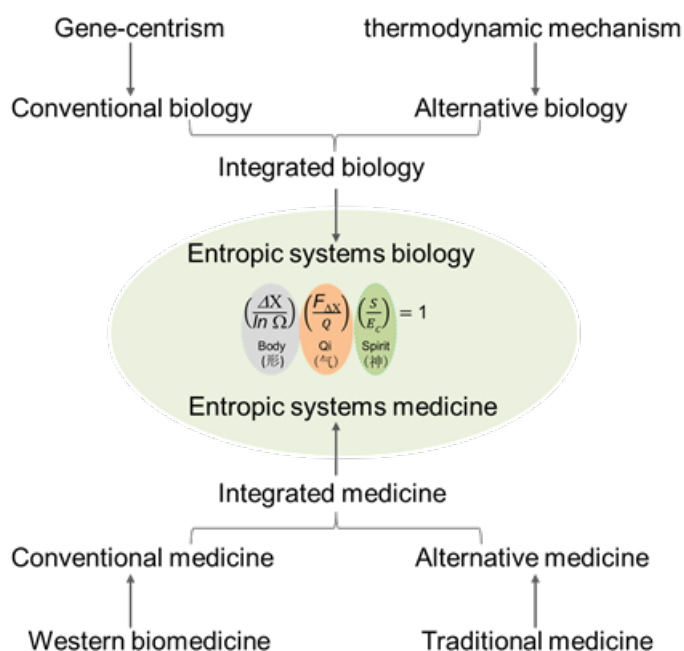 Gene-centrism thermodynamic mechanism
Conventional biology Alternative biology
Integrated biology
Entropic systems biology
(ΔX/ln Ω) (F_ΔX/Q) (S/E_c) = 1
Body Qi Spirit
(形) (气) (神)
Entropic systems medicine
Integrated medicine
Conventional medicine Alternative medicine
Western biomedicine Traditional medicine